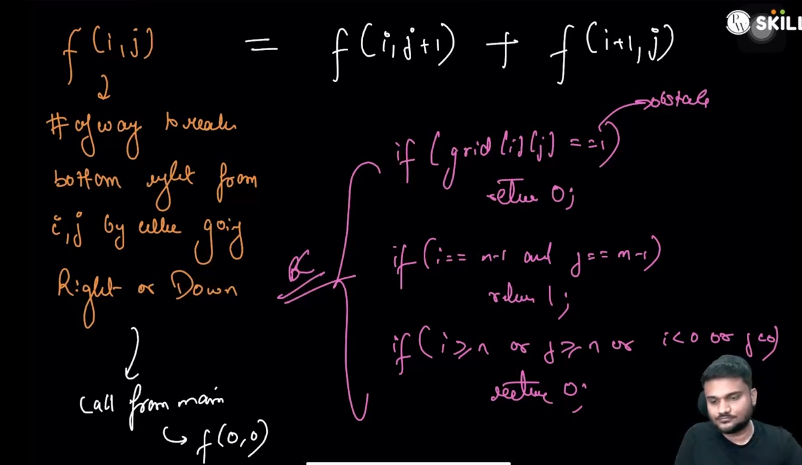 f(i,j) = f(i,j+1) + f(i+1,j)
# of way to reach
bottom right from
i,j by either going
Right or Down
call from main
f(0,0)
BC
if (grid[i][j] == 1)
obstacle
return 0;
if (i == n-1 and j == m-1)
return 1;
if (i ≥ n or j ≥ n or i<0 or j<0)
return 0;
PW SKILL